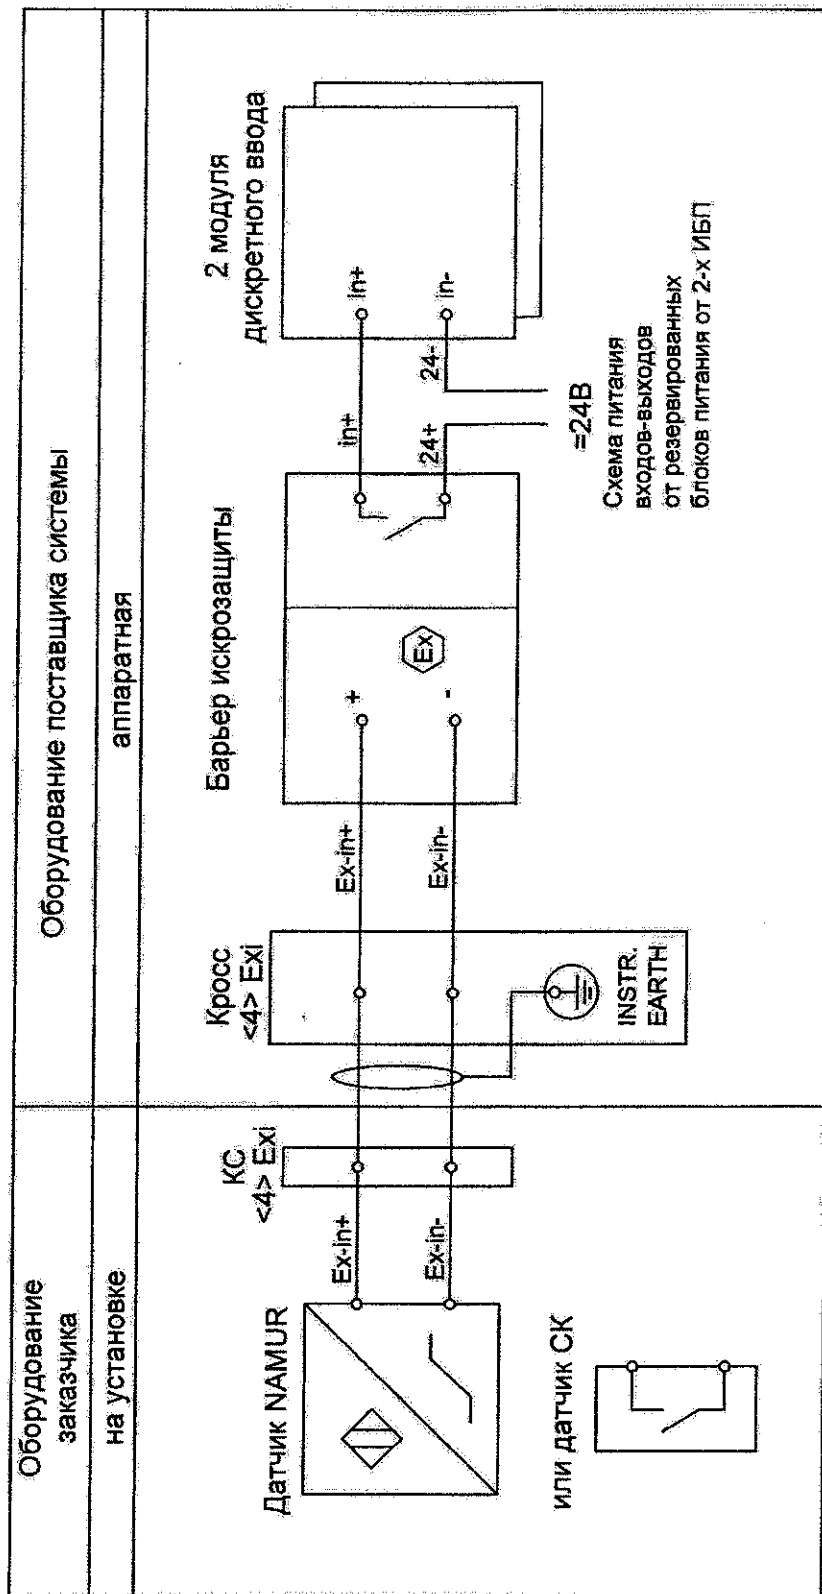 Оборудование
заказчика
Оборудование поставщика системы
на установке
аппаратная
Датчик NAMUR
Ex-in+
Ex-in-
или датчик СК
КС
<4> Exi
Кросс
<4> Exi
INSTR.
EARTH
Ex-in+
Ex-in-
Барьер искрозащиты
+
-
Ex
in+
24+
24-
=24В
Схема питания
входов-выходов
от резервированных
блоков питания от 2-х ИБП
2 модуля
дискретного ввода
in+
in-